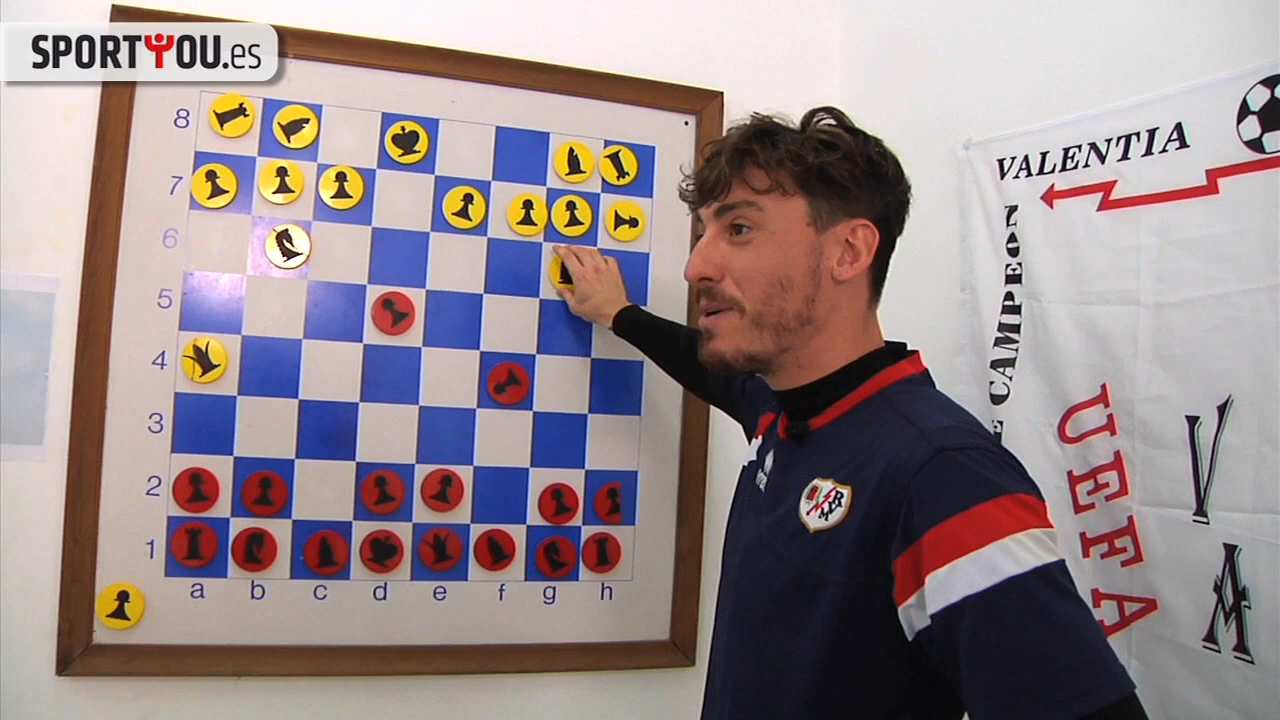 SPORTYOU.es
8
7
6
5
4
3
2
1
a b c d e f g h
VALENTIA
E CAMPEON
UEFA
V
A